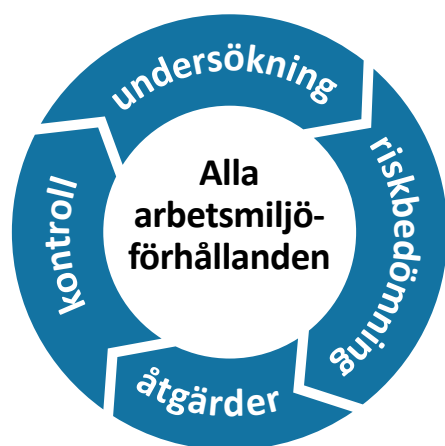 undersökning
riskbedömning
åtgärder
kontroll
Alla
arbetsmiljö-
förhållanden